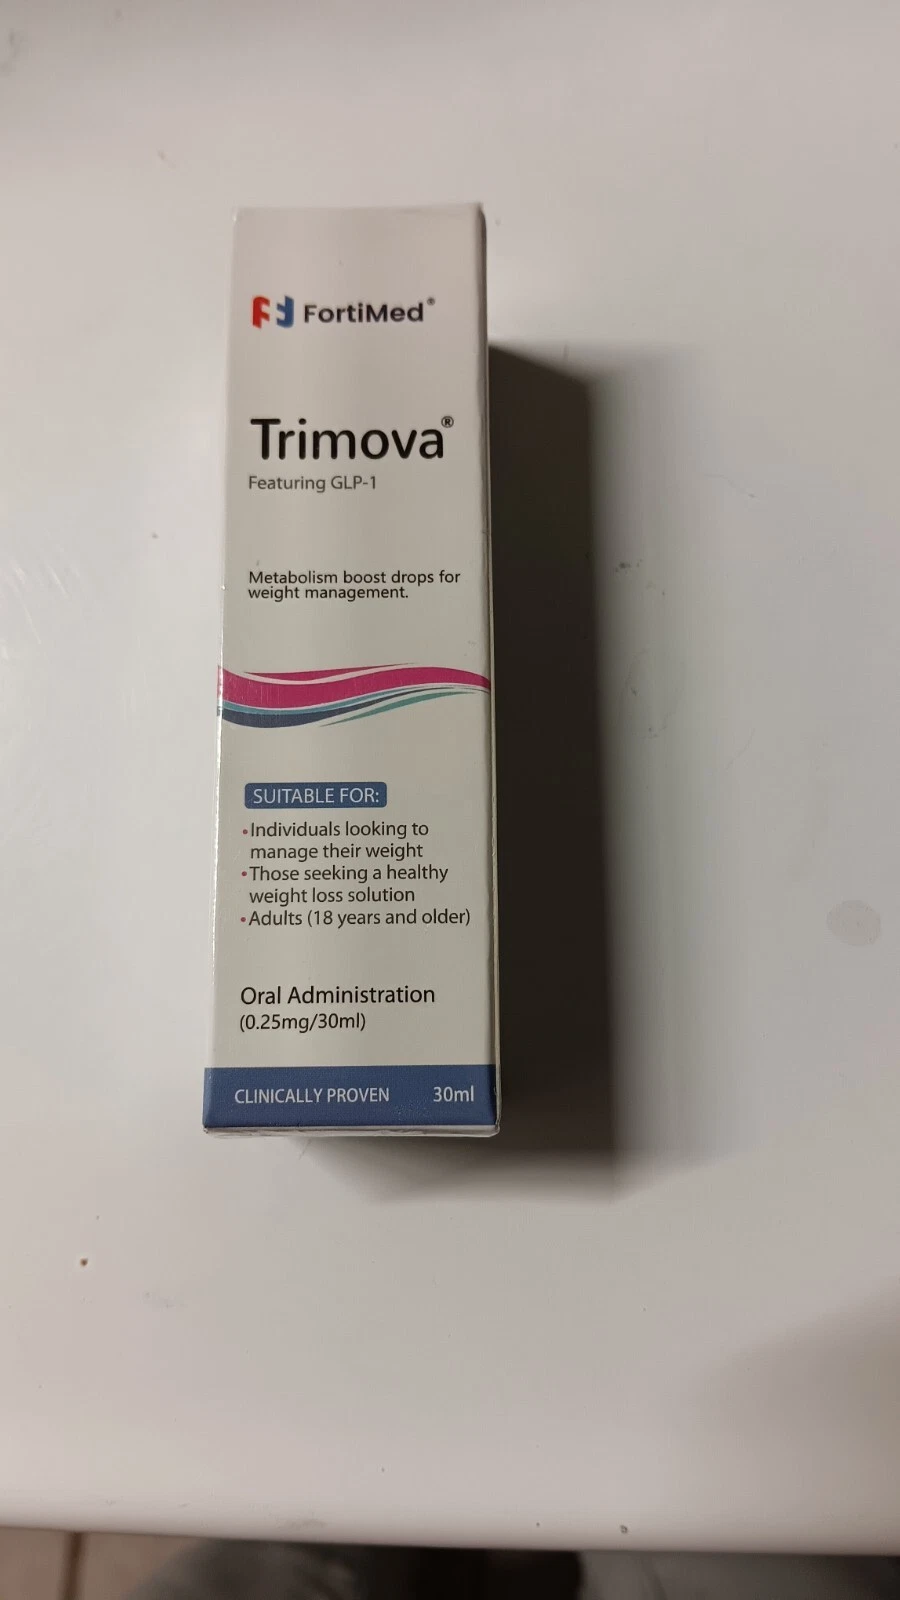 FortiMed®
Trimova®
Featuring GLP-1
Metabolism boost drops for
weight management.
SUITABLE FOR:
•Individuals looking to
manage their weight
•Those seeking a healthy
weight loss solution
•Adults (18 years and older)
Oral Administration
(0.25mg/30ml)
CLINICALLY PROVEN 30ml